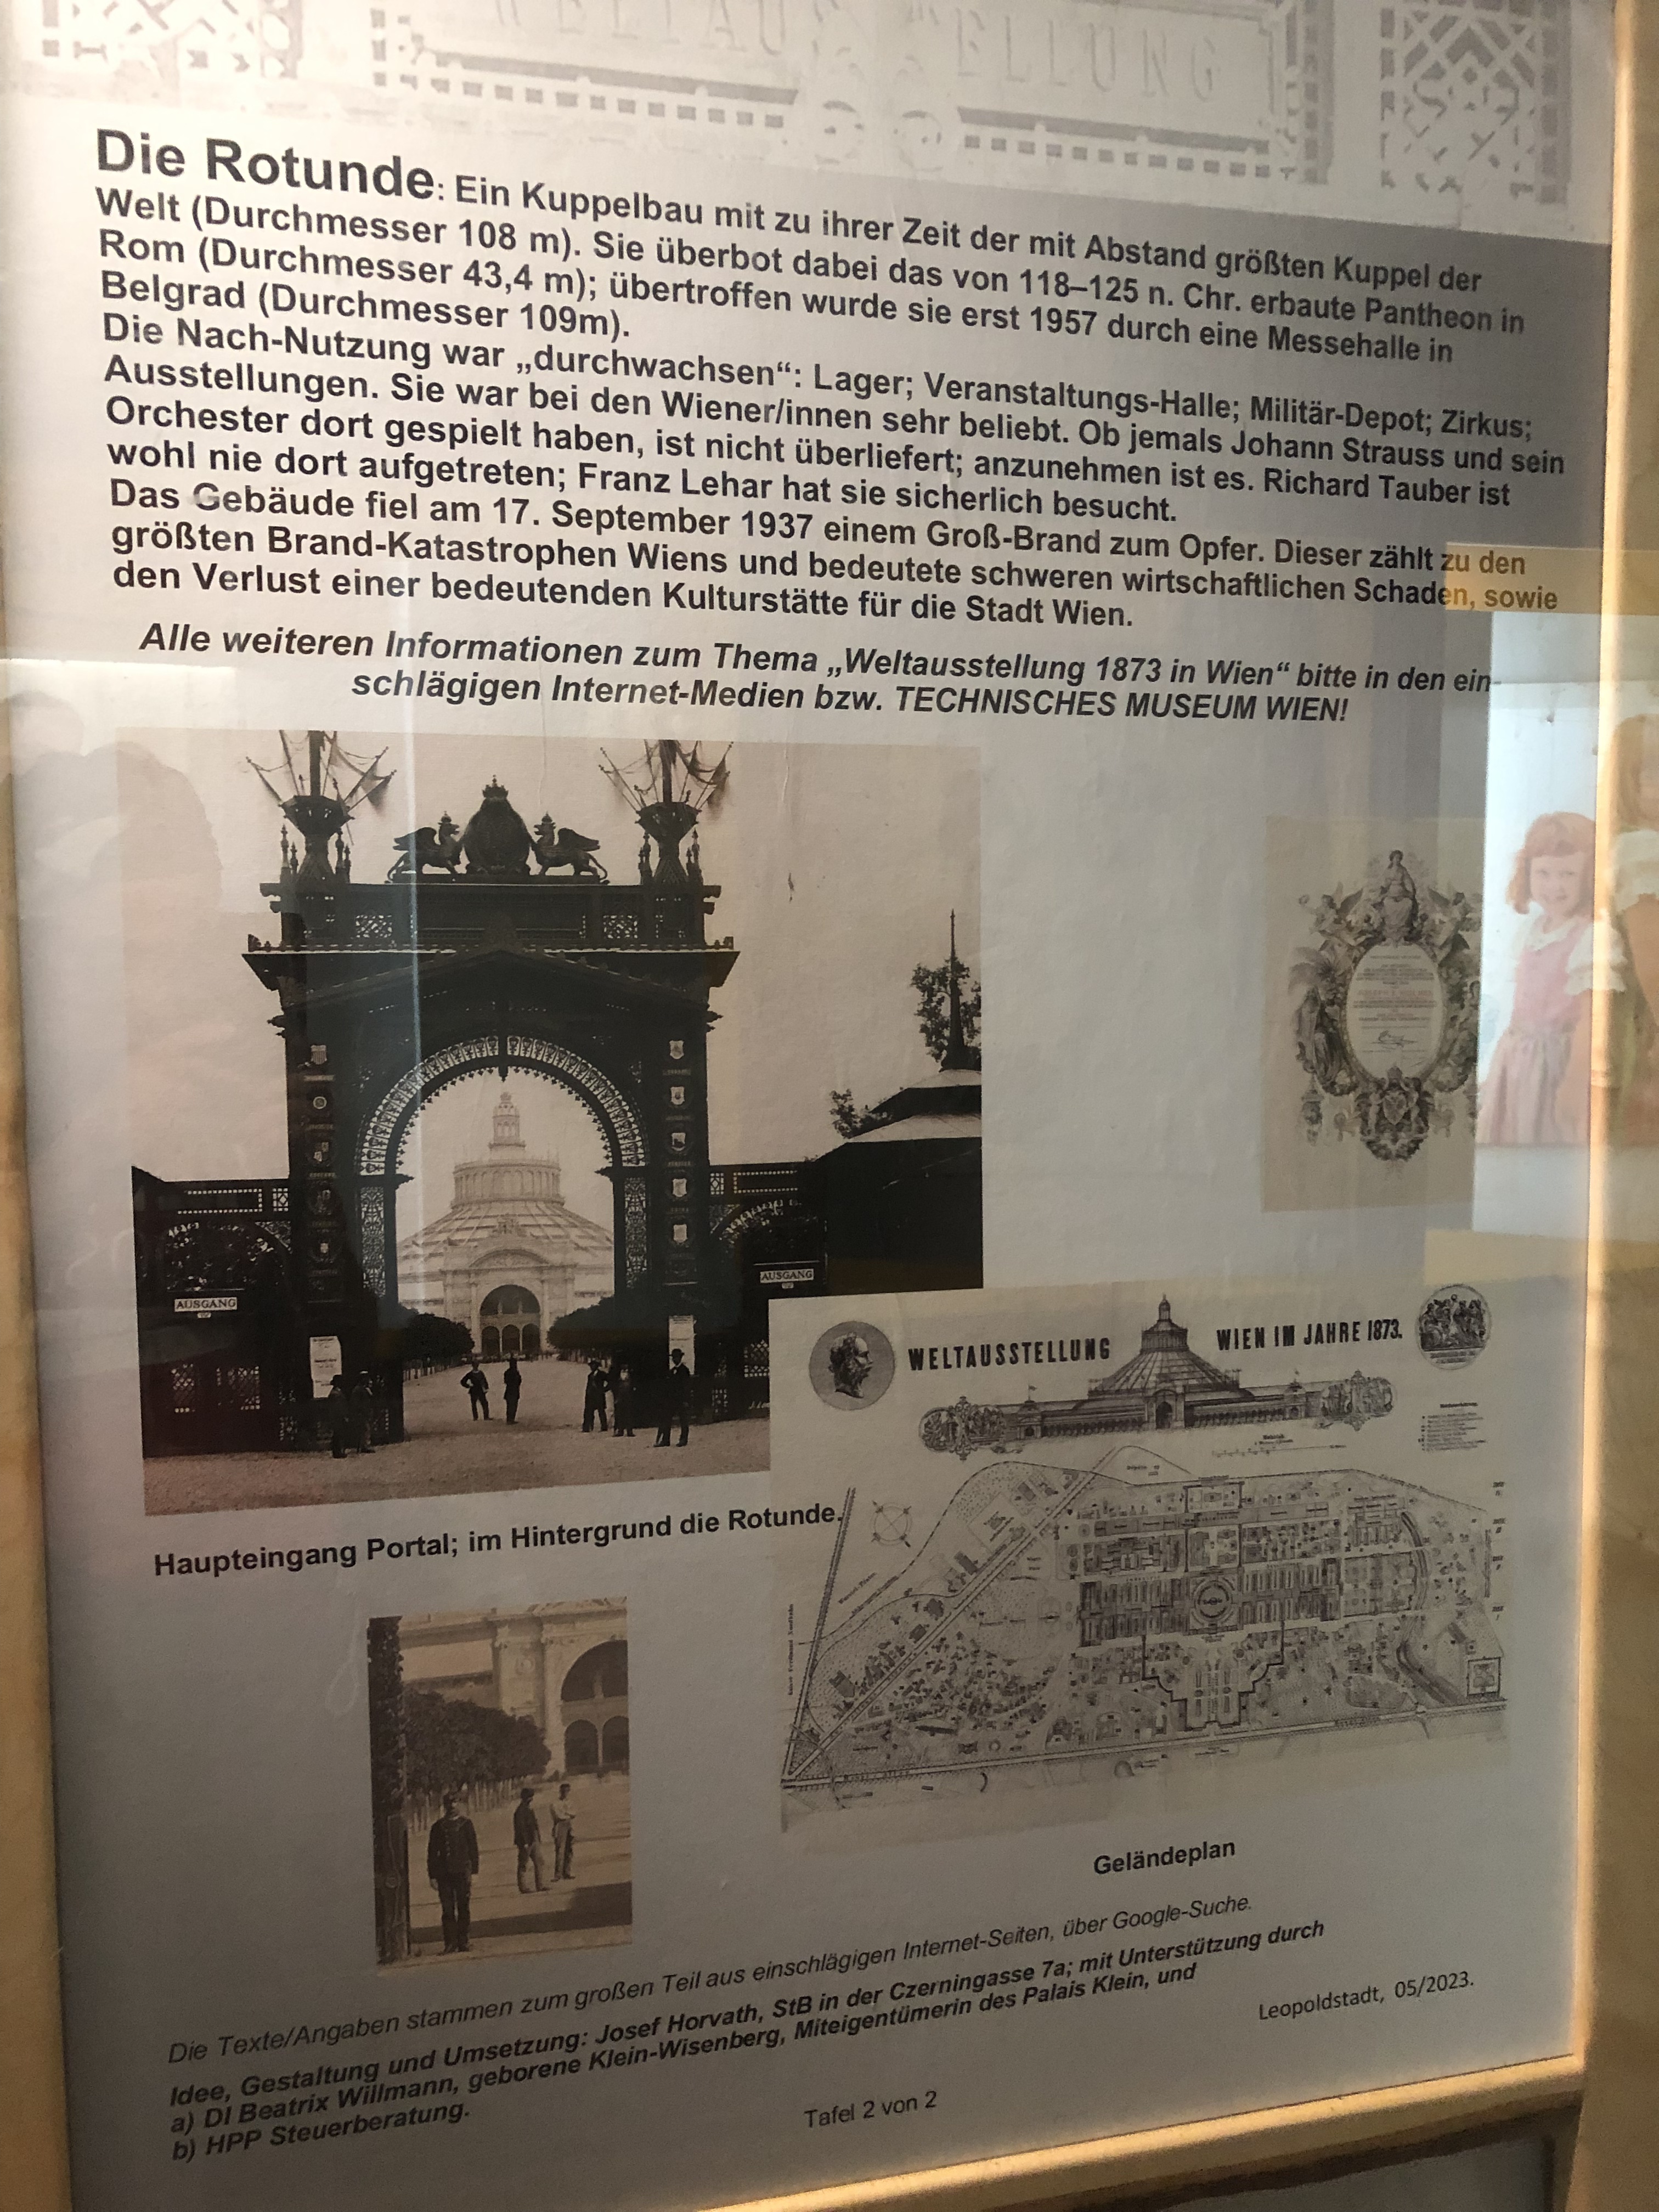 WELTAUSSTELLUNG
Die Rotunde: Ein Kuppelbau mit zu ihrer Zeit der mit Abstand größten Kuppel der
Welt (Durchmesser 108 m). Sie überbot dabei das von 118–125 n. Chr. erbaute Pantheon in
Rom (Durchmesser 43,4 m); übertroffen wurde sie erst 1957 durch eine Messehalle in
Belgrad (Durchmesser 109m).
Die Nach-Nutzung war „durchwachsen“: Lager; Veranstaltungs-Halle; Militär-Depot; Zirkus;
Ausstellungen. Sie war bei den Wiener/innen sehr beliebt. Ob jemals Johann Strauss und sein
Orchester dort gespielt haben, ist nicht überliefert; anzunehmen ist es. Richard Tauber ist
wohl nie dort aufgetreten; Franz Lehar hat sie sicherlich besucht.
Das Gebäude fiel am 17. September 1937 einem Groß-Brand zum Opfer. Dieser zählt zu den
größten Brand-Katastrophen Wiens und bedeutete schweren wirtschaftlichen Schaden, sowie
den Verlust einer bedeutenden Kulturstätte für die Stadt Wien.
Alle weiteren Informationen zum Thema „Weltausstellung 1873 in Wien“ bitte in den ein-
schlägigen Internet-Medien bzw. TECHNISCHES MUSEUM WIEN!
AUSGANG
AUSGANG
WELTAUSSTELLUNG WIEN IM JAHRE 1873.
Haupteingang Portal; im Hintergrund die Rotunde.
Geländeplan
Die Texte/Angaben stammen zum großen Teil aus einschlägigen Internet-Seiten, über Google-Suche.
Idee, Gestaltung und Umsetzung: Josef Horvath, StB in der Czerningasse 7a; mit Unterstützung durch
a) DI Beatrix Willmann, geborene Klein-Wisenberg, Miteigentümerin des Palais Klein, und
b) HPP Steuerberatung.
Leopoldstadt, 05/2023.
Tafel 2 von 2